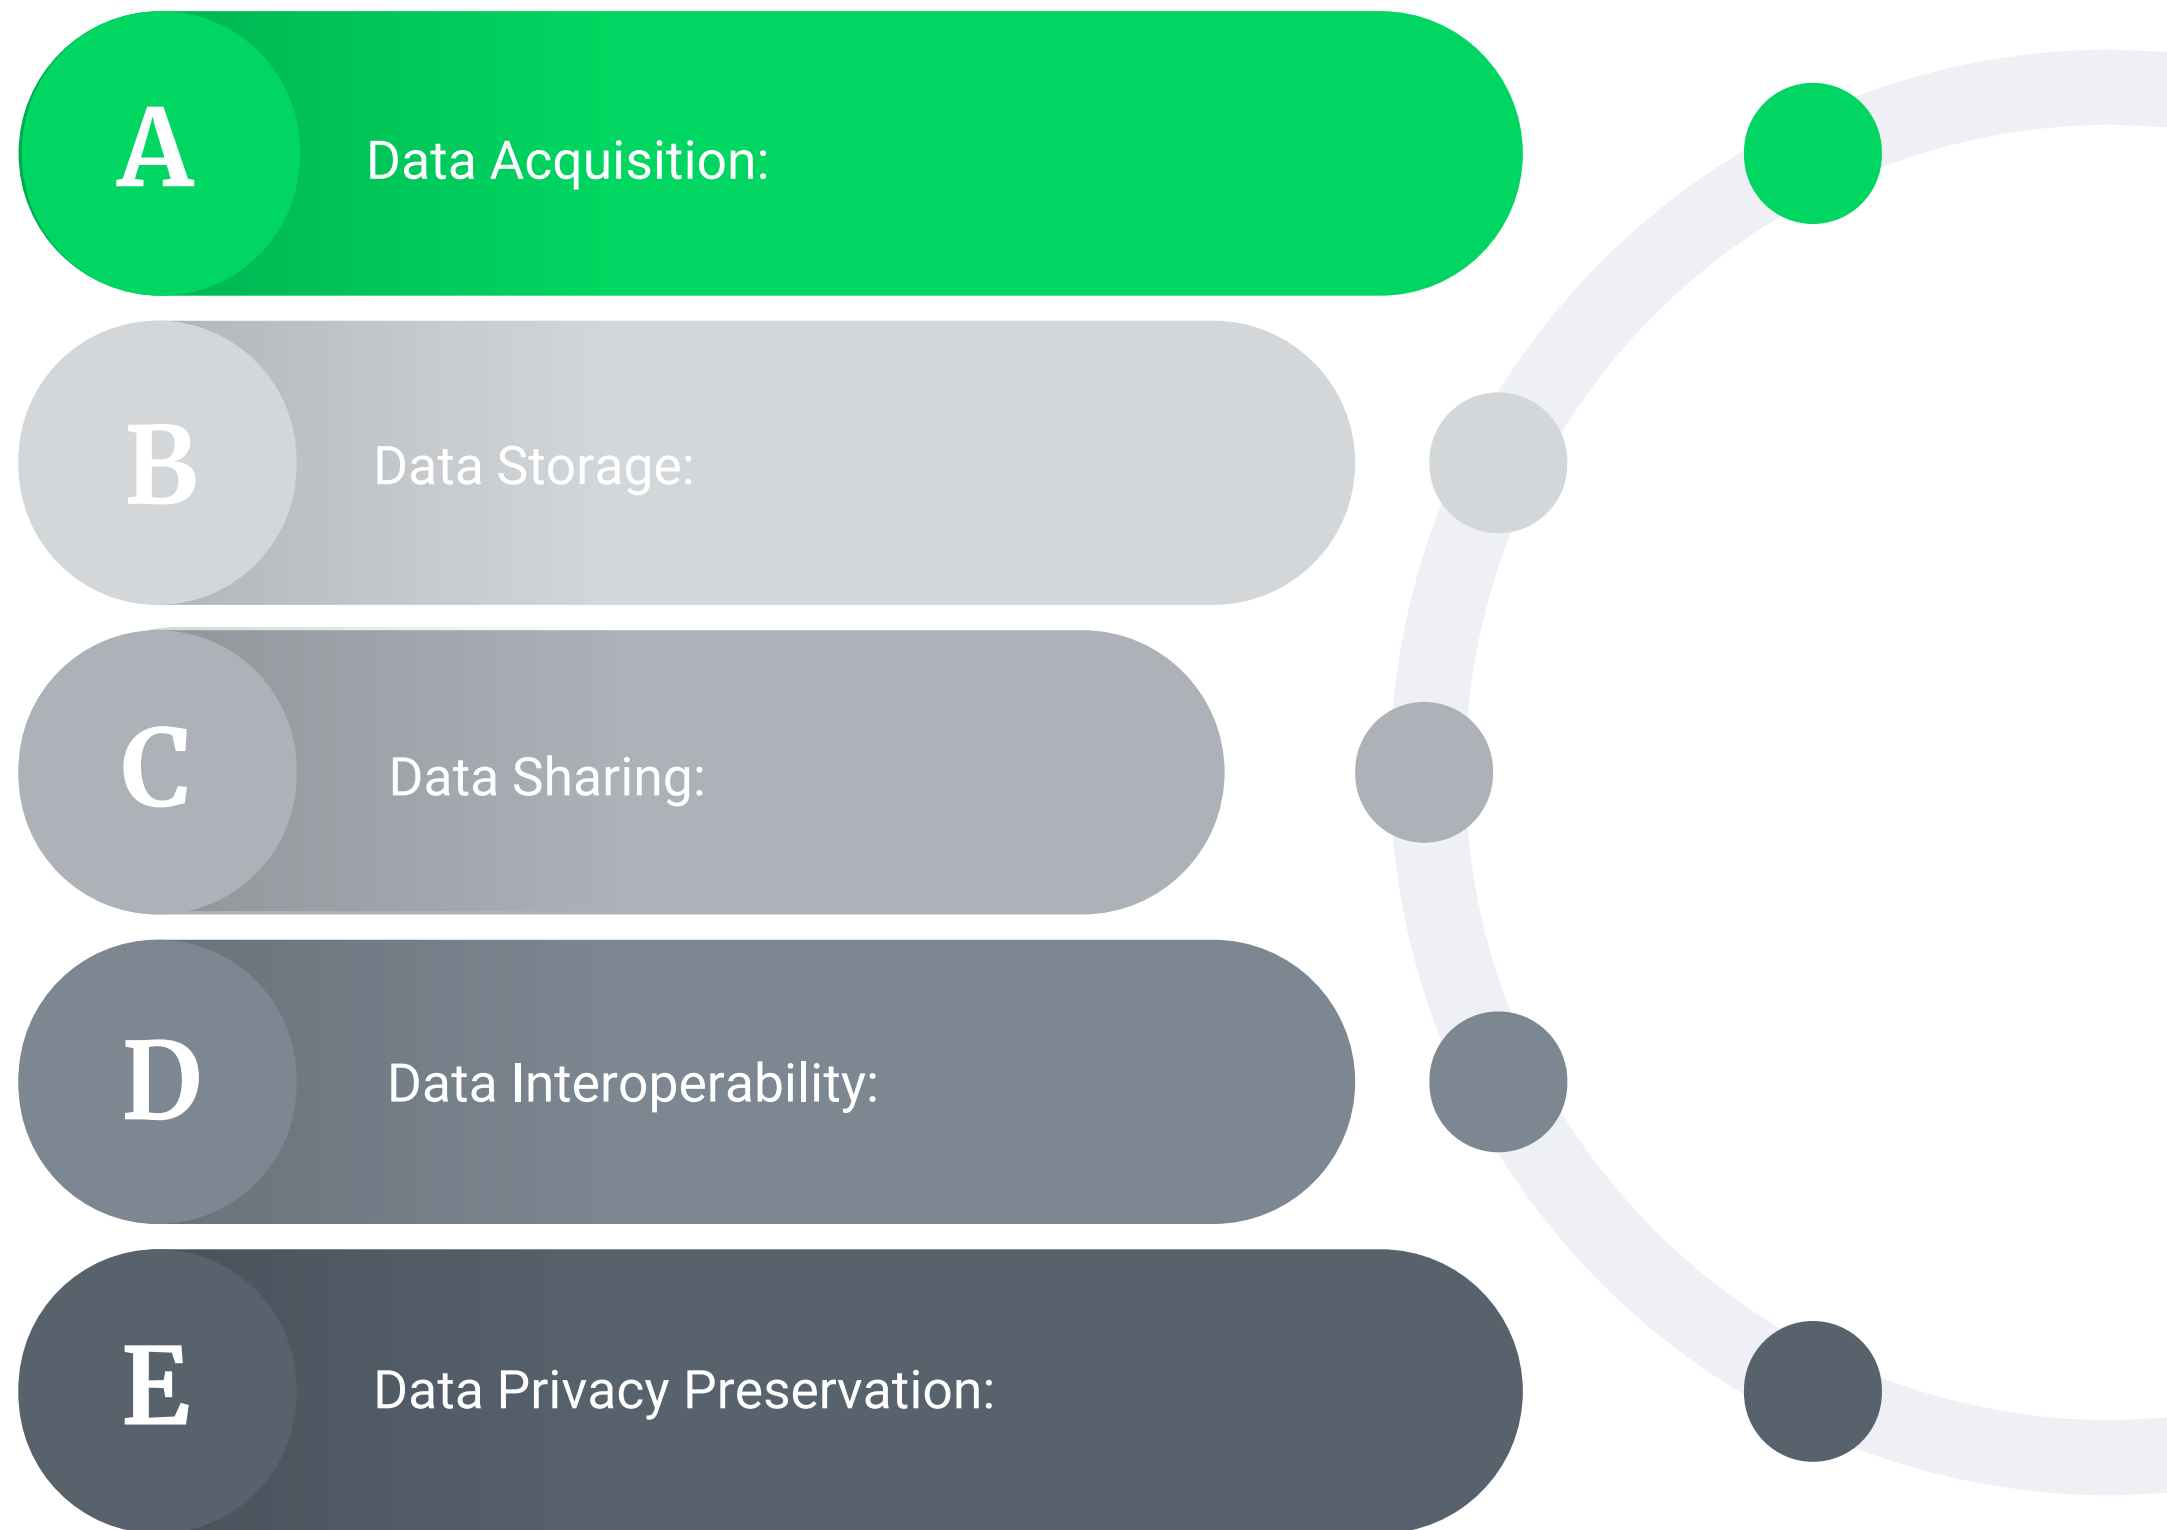 A
Data Acquisition:
B
Data Storage:
C
Data Sharing:
D
Data Interoperability:
E
Data Privacy Preservation: